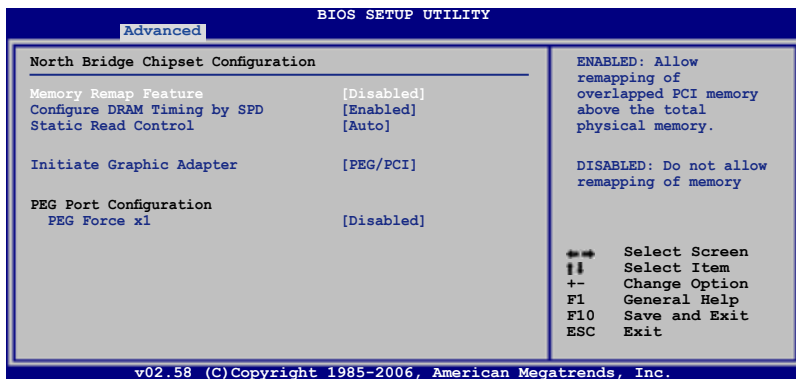 BIOS SETUP UTILITY
Advanced
North Bridge Chipset Configuration
Memory Remap Feature [Disabled]
Configure DRAM Timing by SPD [Enabled]
Static Read Control [Auto]
Initiate Graphic Adapter [PEG/PCI]
PEG Port Configuration
PEG Force x1 [Disabled]
ENABLED: Allow
remapping of
overlapped PCI memory
above the total
physical memory.
DISABLED: Do not allow
remapping of memory
←→ Select Screen
↑↓ Select Item
+- Change Option
F1 General Help
F10 Save and Exit
ESC Exit
v02.58 (C)Copyright 1985-2006, American Megatrends, Inc.